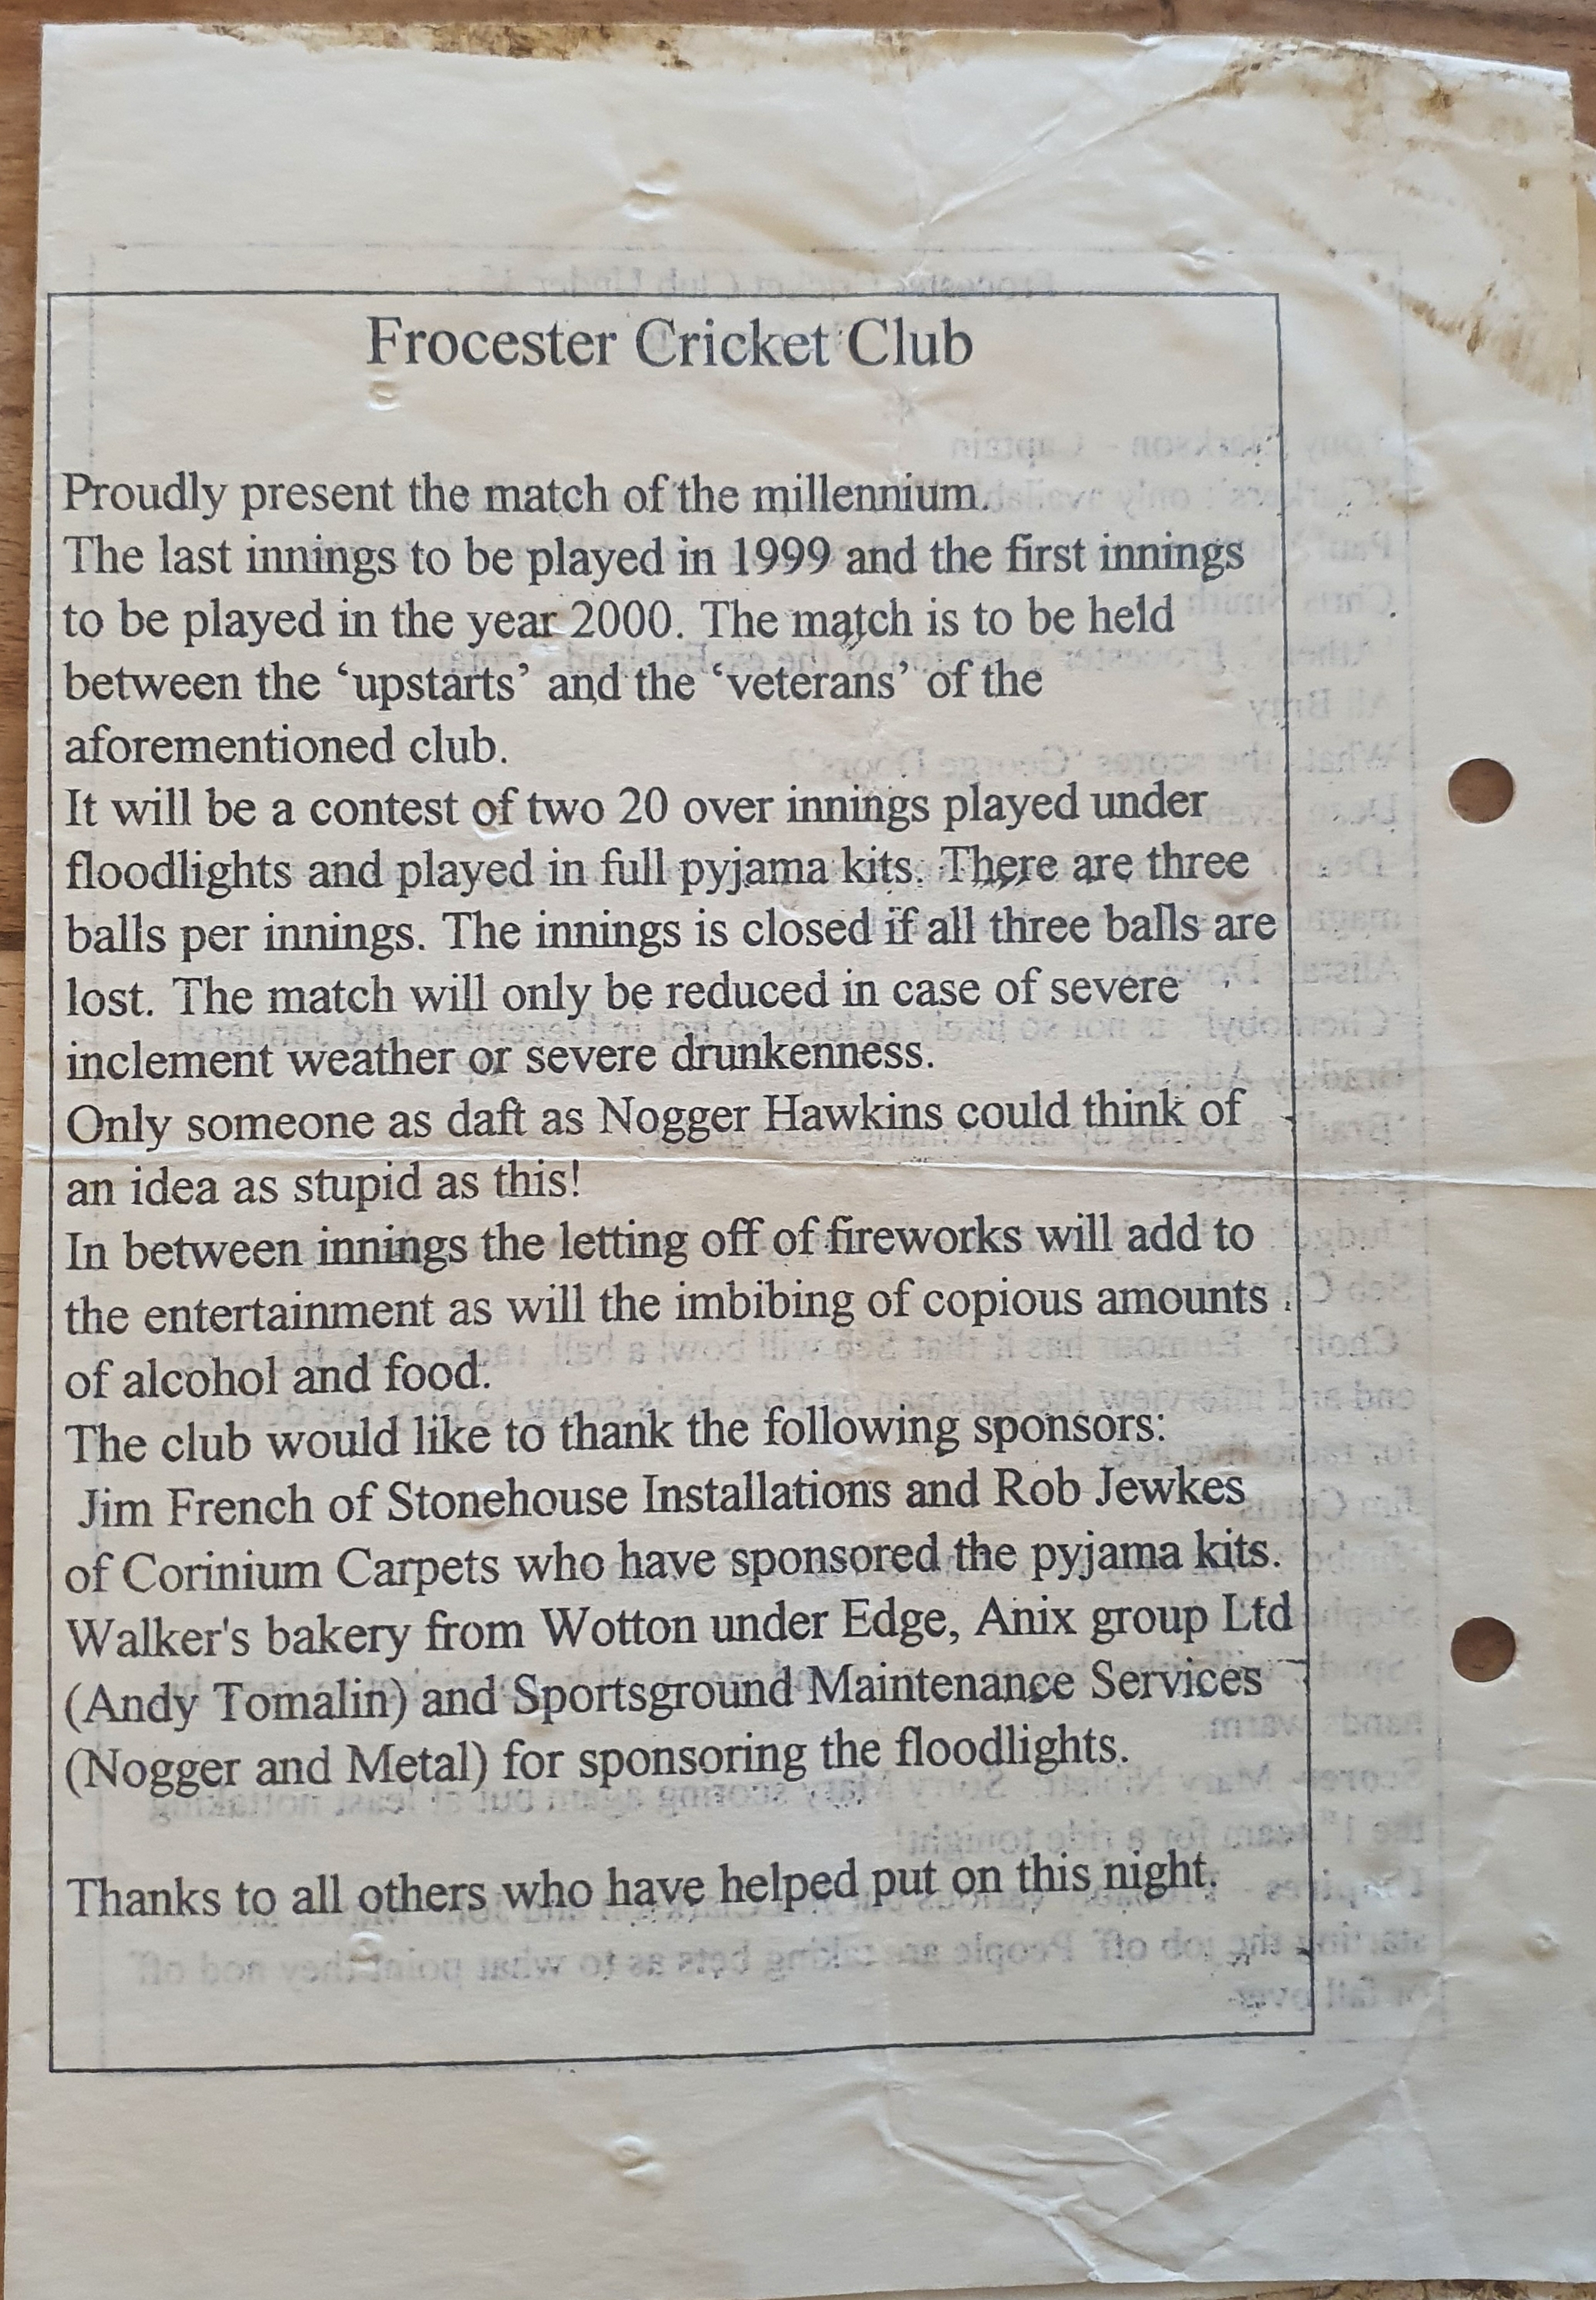 Frocester Cricket Club
Proudly present the match of the millennium.
The last innings to be played in 1999 and the first innings
to be played in the year 2000. The match is to be held
between the ‘upstarts’ and the ‘veterans’ of the
aforementioned club.
It will be a contest of two 20 over innings played under
floodlights and played in full pyjama kits. There are three
balls per innings. The innings is closed if all three balls are
lost. The match will only be reduced in case of severe
inclement weather or severe drunkenness.
Only someone as daft as Nogger Hawkins could think of
an idea as stupid as this!
In between innings the letting off of fireworks will add to
the entertainment as will the imbibing of copious amounts
of alcohol and food.
The club would like to thank the following sponsors:
Jim French of Stonehouse Installations and Rob Jewkes
of Corinium Carpets who have sponsored the pyjama kits.
Walker's bakery from Wotton under Edge, Anix group Ltd
(Andy Tomalin) and Sportsground Maintenance Services
(Nogger and Metal) for sponsoring the floodlights.
Thanks to all others who have helped put on this night.